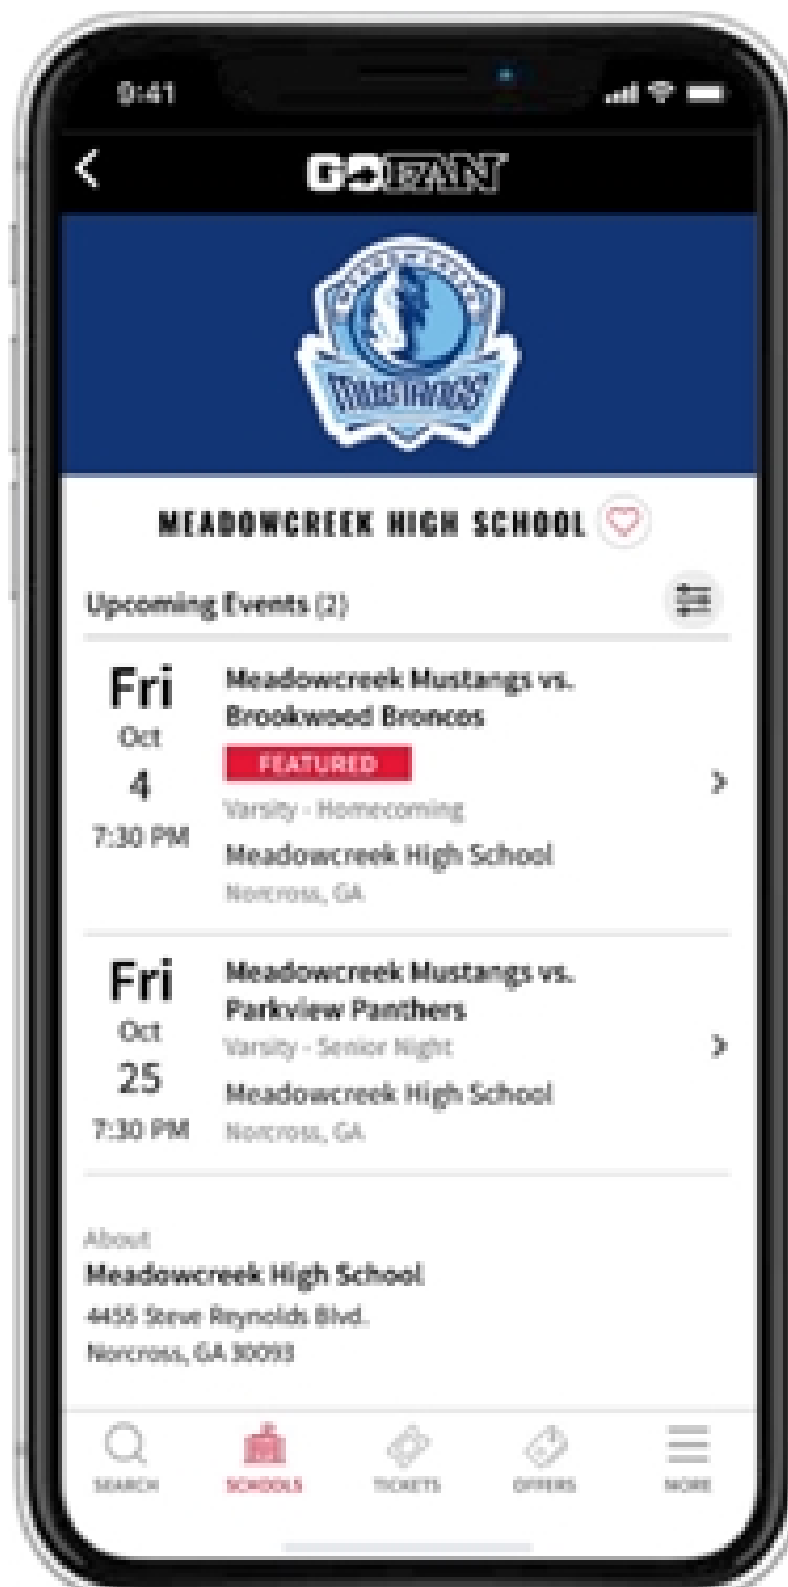 9:41
GOFAN
MEADOWCREEK
MUSTANGS
MEADOWCREEK HIGH SCHOOL
Upcoming Events (2)
Fri
Oct
4
7:30 PM
Meadowcreek Mustangs vs.
Brookwood Broncos
FEATURED
Varsity - Homecoming
Meadowcreek High School
Norcross, GA
Fri
Oct
25
7:30 PM
Meadowcreek Mustangs vs.
Parkview Panthers
Varsity - Senior Night
Meadowcreek High School
Norcross, GA
About
Meadowcreek High School
4455 Steve Reynolds Blvd.
Norcross, GA 30093
SEARCH
SCHOOLS
TICKETS
OFFERS
MORE